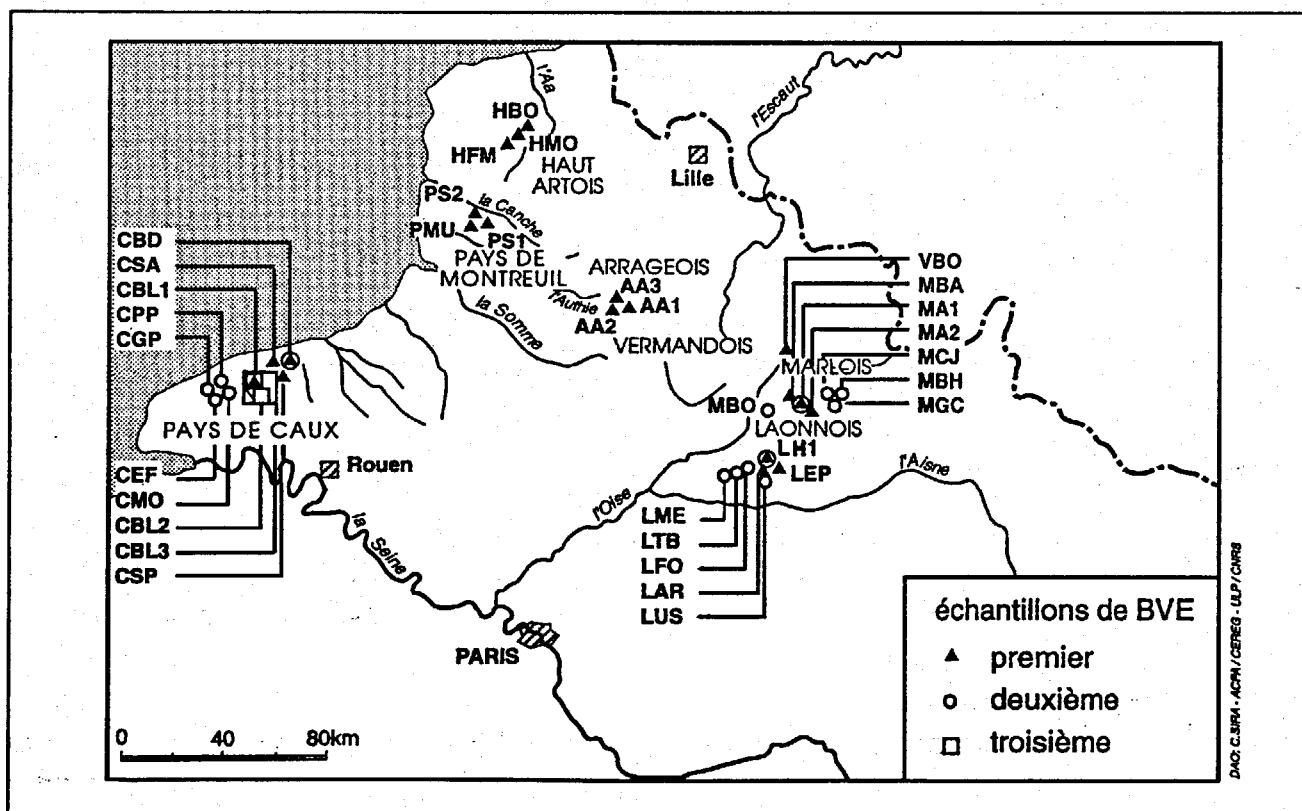 l'Aa
l'Escaut
HBO
HMO
HFM
HAUT
ARTOIS
Lille
PS2
la Canche
PMU
PS1
PAYS DE
MONTREUIL
ARRAGEOIS
AA3
l'Authie
AA1
AA2
la Somme
VERMANDOIS
CBD
CSA
CBL1
CPP
CGP
VBO
MBA
MA1
MA2
MCJ
MBH
MGC
MARLOIS
MBO
LAONNOIS
PAYS DE CAUX
LH1
LEP
Rouen
l'Aisne
CEF
CMO
CBL2
CBL3
CSP
l'Oise
la Seine
LME
LTB
LFO
LAR
LUS
PARIS
échantillons de BVE
premier
deuxième
troisième
0 40 80km
DAO: C.SIRA - ACPA / CEREG - ULP / CNRS